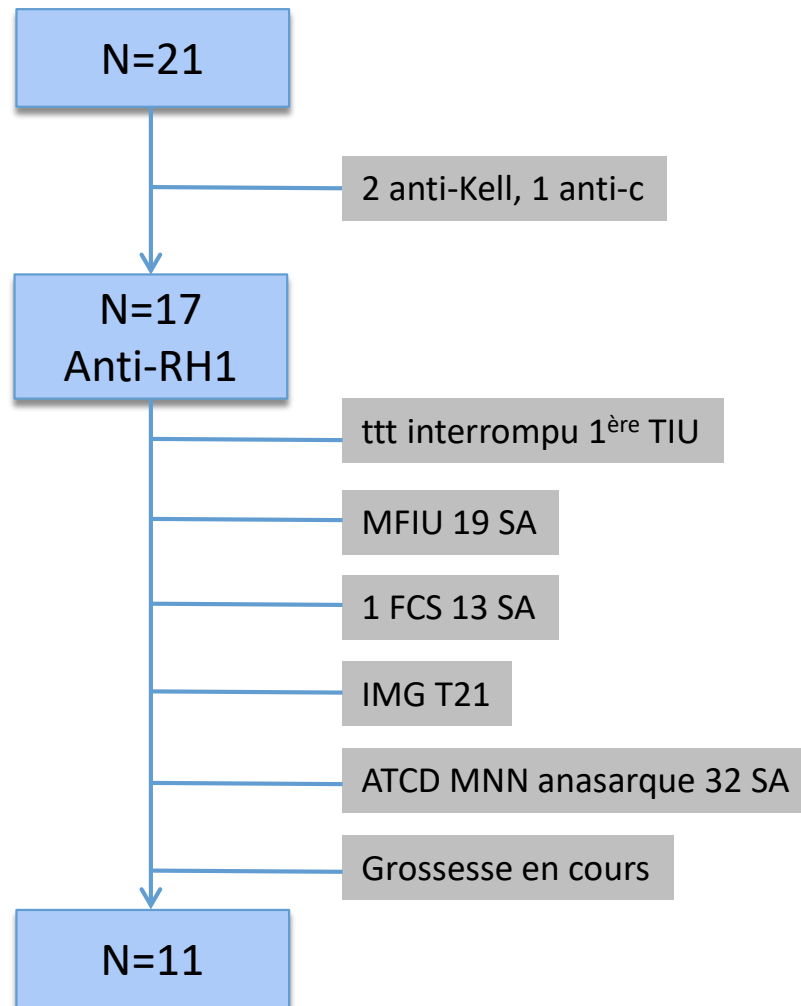 N=21
2 anti-Kell, 1 anti-c
N=17
Anti-RH1
ttt interrompu 1ère TIU
MFIU 19 SA
1 FCS 13 SA
IMG T21
ATCD MNN anasarque 32 SA
Grossesse en cours
N=11